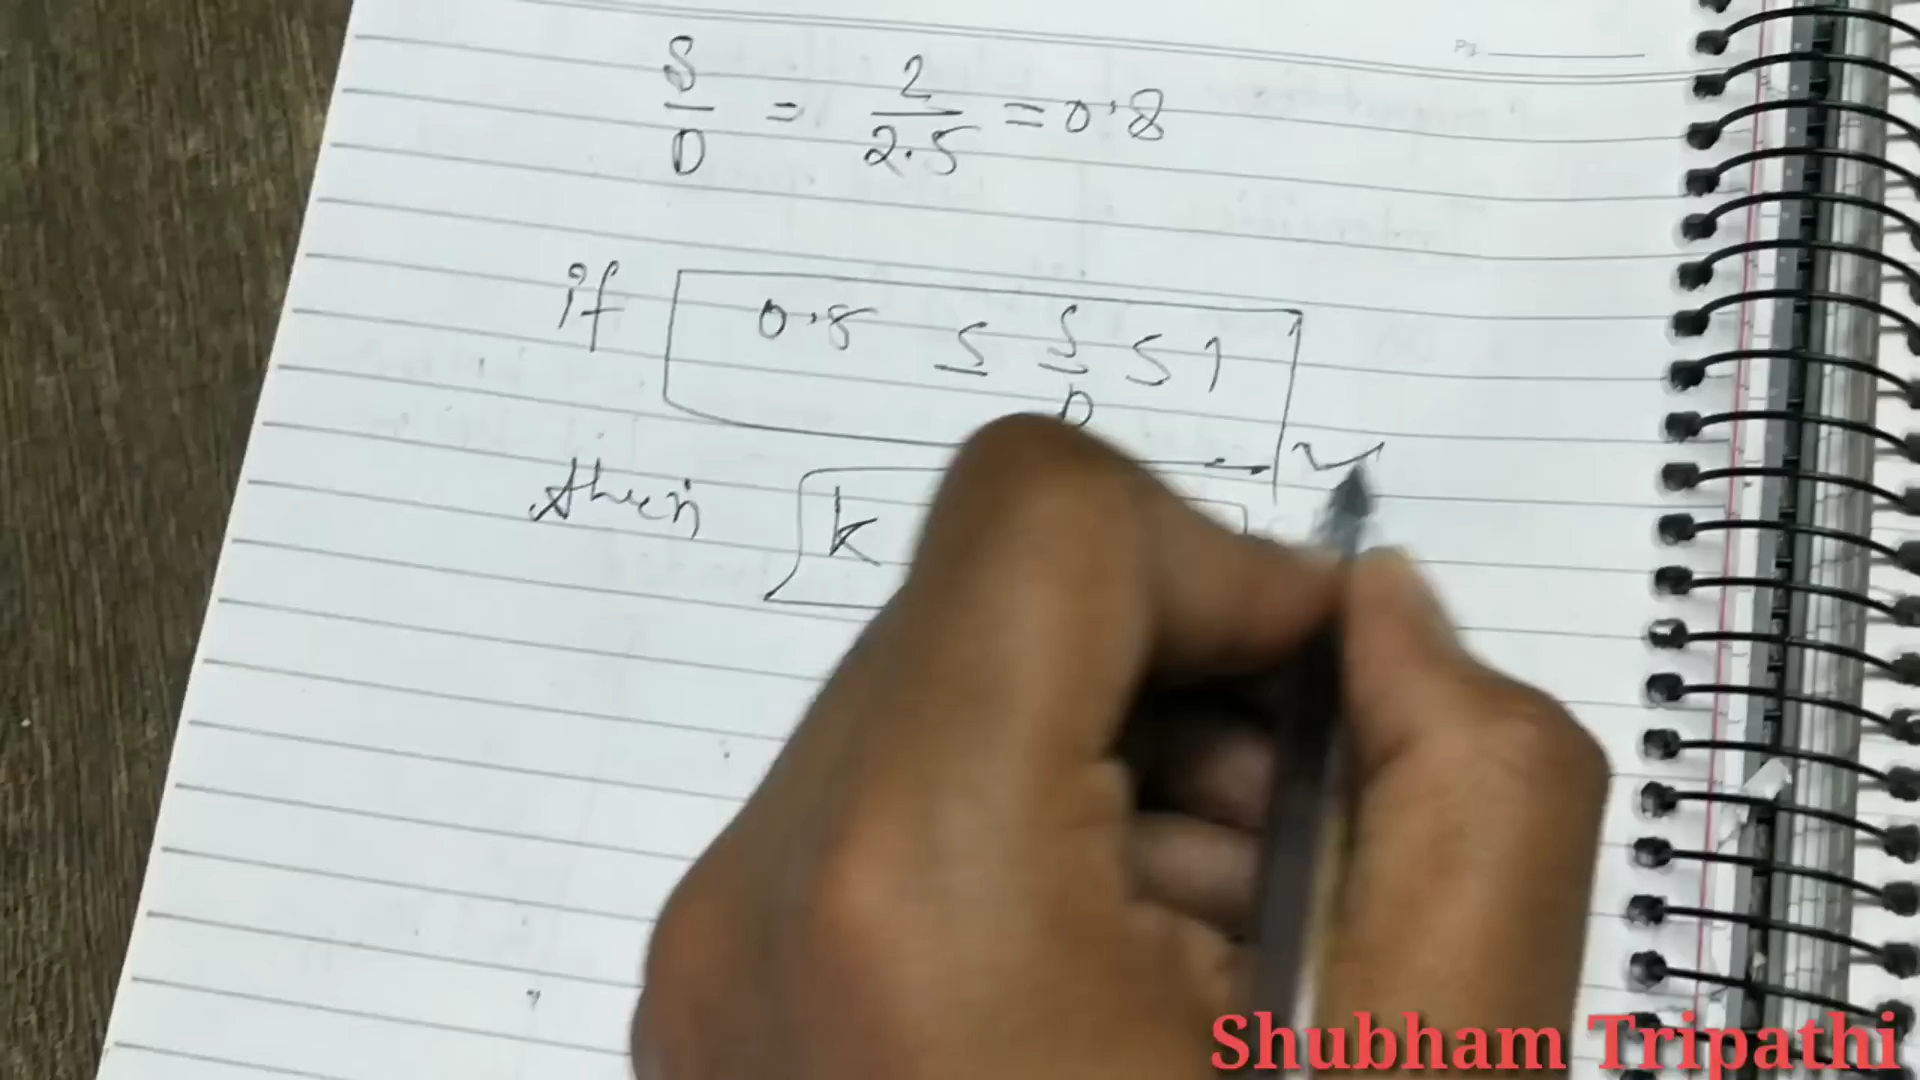 S/D = 2/2.5 = 0.8
if 0.8 ≤ S/D ≤ 1
then K
Shubham Tripathi